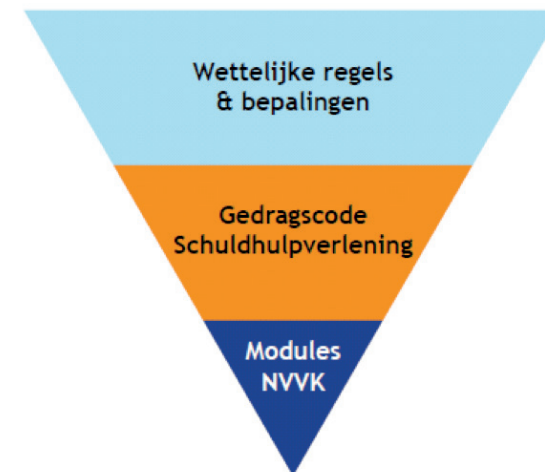 Wettelijke regels
& bepalingen
Gedragscode
Schuldhulpverlening
Modules
NVVK